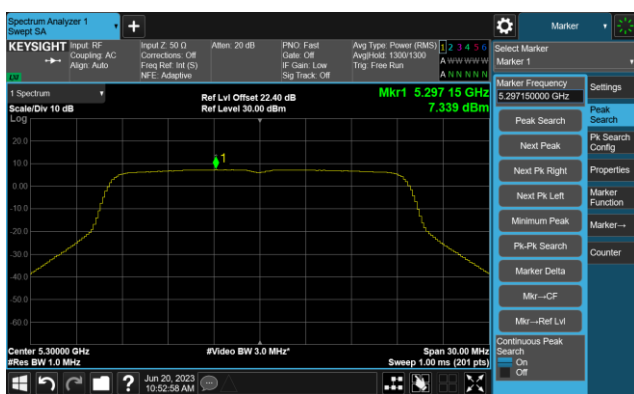 Spectrum Analyzer 1
Swept SA
+
Marker
KEYSIGHT
Input: RF
Coupling: AC
Align: Auto
Input Z: 50 Ω
Corrections: Off
Freq Ref: Int (S)
NFE: Adaptive
Atten: 20 dB
PNO: Fast
Gate: Off
IF Gain: Low
Sig Track: Off
Avg Type: Power (RMS)
Avg|Hold: 1300/1300
Trig: Free Run
1 2 3 4 5 6
A W W W W W
A N N N N N
LXI
Select Marker
Marker 1
1 Spectrum
Scale/Div 10 dB
Ref Lvl Offset 22.40 dB
Ref Level 30.00 dBm
Mkr1 5.297 15 GHz
7.339 dBm
Log
20.0
10.0
0.00
-10.0
-20.0
-30.0
-40.0
-50.0
-60.0
1
Center 5.30000 GHz
#Res BW 1.0 MHz
#Video BW 3.0 MHz*
Span 30.00 MHz
Sweep 1.00 ms (201 pts)
Marker Frequency
5.297150000 GHz
Peak Search
Next Peak
Next Pk Right
Next Pk Left
Minimum Peak
Pk-Pk Search
Marker Delta
Mkr→CF
Mkr→Ref Lvl
Continuous Peak
Search
On
Off
Settings
Peak
Search
Pk Search
Config
Properties
Marker
Function
Marker→
Counter
?
Jun 20, 2023
10:52:58 AM